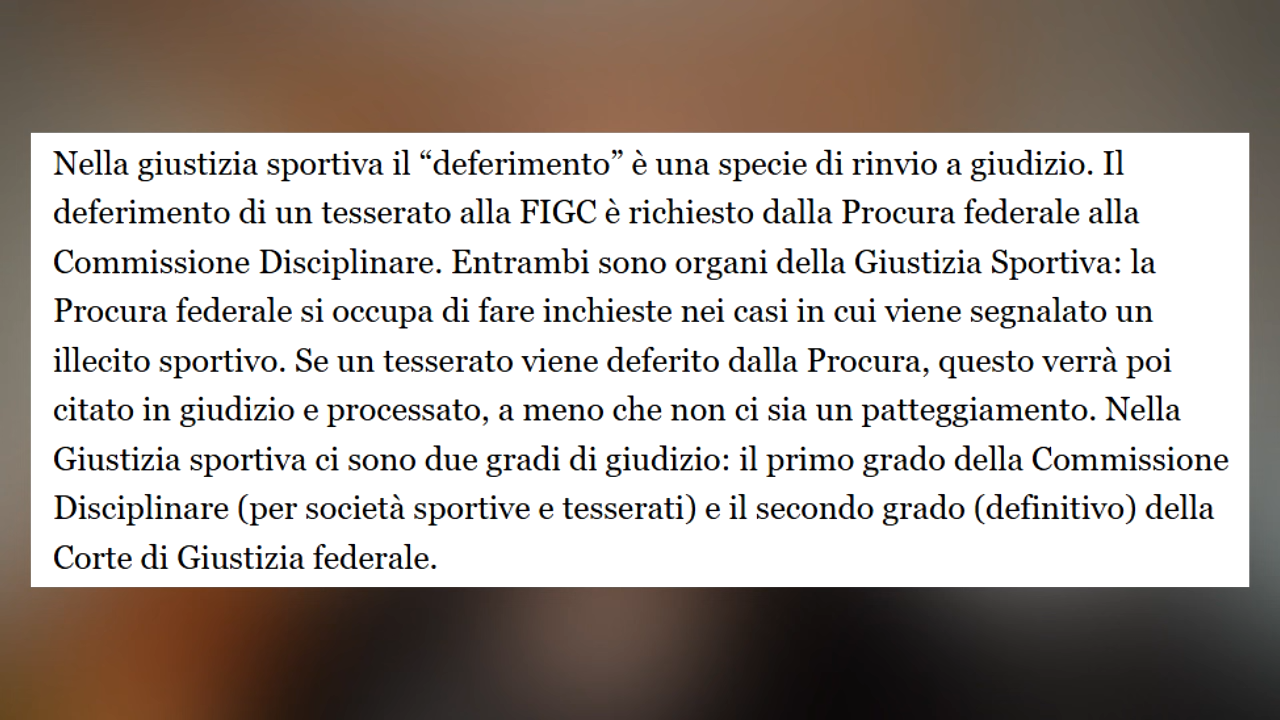 Nella giustizia sportiva il “deferimento” è una specie di rinvio a giudizio. Il
deferimento di un tesserato alla FIGC è richiesto dalla Procura federale alla
Commissione Disciplinare. Entrambi sono organi della Giustizia Sportiva: la
Procura federale si occupa di fare inchieste nei casi in cui viene segnalato un
illecito sportivo. Se un tesserato viene deferito dalla Procura, questo verrà poi
citato in giudizio e processato, a meno che non ci sia un patteggiamento. Nella
Giustizia sportiva ci sono due gradi di giudizio: il primo grado della Commissione
Disciplinare (per società sportive e tesserati) e il secondo grado (definitivo) della
Corte di Giustizia federale.